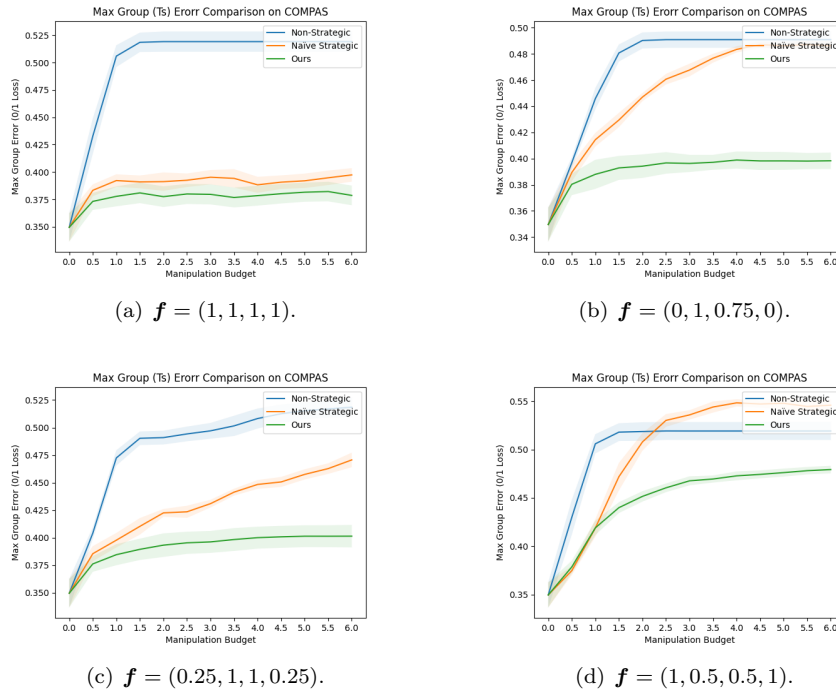 Max Group (Ts) Erorr Comparison on COMPAS
Max Group Error (0/1 Loss)
0.525
0.500
0.475
0.450
0.425
0.400
0.375
0.350
Non-Strategic
Naïve Strategic
Ours
0.0 0.5 1.0 1.5 2.0 2.5 3.0 3.5 4.0 4.5 5.0 5.5 6.0
Manipulation Budget
(a) f = (1, 1, 1, 1).
Max Group (Ts) Erorr Comparison on COMPAS
Max Group Error (0/1 Loss)
0.50
0.48
0.46
0.44
0.42
0.40
0.38
0.36
0.34
Non-Strategic
Naïve Strategic
Ours
0.0 0.5 1.0 1.5 2.0 2.5 3.0 3.5 4.0 4.5 5.0 5.5 6.0
Manipulation Budget
(b) f = (0, 1, 0.75, 0).
Max Group (Ts) Erorr Comparison on COMPAS
Max Group Error (0/1 Loss)
0.525
0.500
0.475
0.450
0.425
0.400
0.375
0.350
Non-Strategic
Naïve Strategic
Ours
0.0 0.5 1.0 1.5 2.0 2.5 3.0 3.5 4.0 4.5 5.0 5.5 6.0
Manipulation Budget
(c) f = (0.25, 1, 1, 0.25).
Max Group (Ts) Erorr Comparison on COMPAS
Max Group Error (0/1 Loss)
0.55
0.50
0.45
0.40
0.35
Non-Strategic
Naïve Strategic
Ours
0.0 0.5 1.0 1.5 2.0 2.5 3.0 3.5 4.0 4.5 5.0 5.5 6.0
Manipulation Budget
(d) f = (1, 0.5, 0.5, 1).